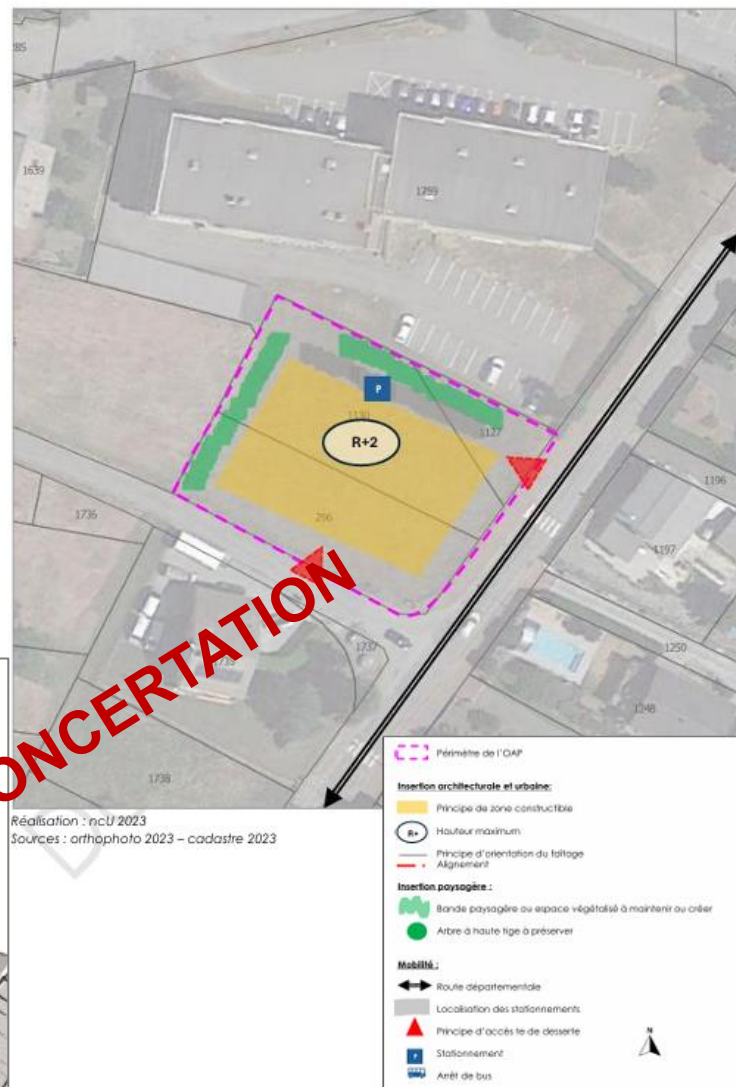 285
1639
1799
P
1130
1127
R+2
296
1196
1736
1197
1737
1250
1248
1738
ONCERTATION
D
Réalisation : ncU 2023
Sources : orthophoto 2023 – cadastre 2023
Périmètre de l'OAP
Insertion architecturale et urbaine:
Principe de zone constructible
R+ Hauteur maximum
Principe d'orientation du faîtage
Alignement
Insertion paysagère :
Bande paysagère ou espace végétalisé à maintenir ou créer
Arbre à haute tige à préserver
Mobilité :
Route départementale
Localisation des stationnements
Principe d'accès te de desserte
N
P Stationnement
Arrêt de bus